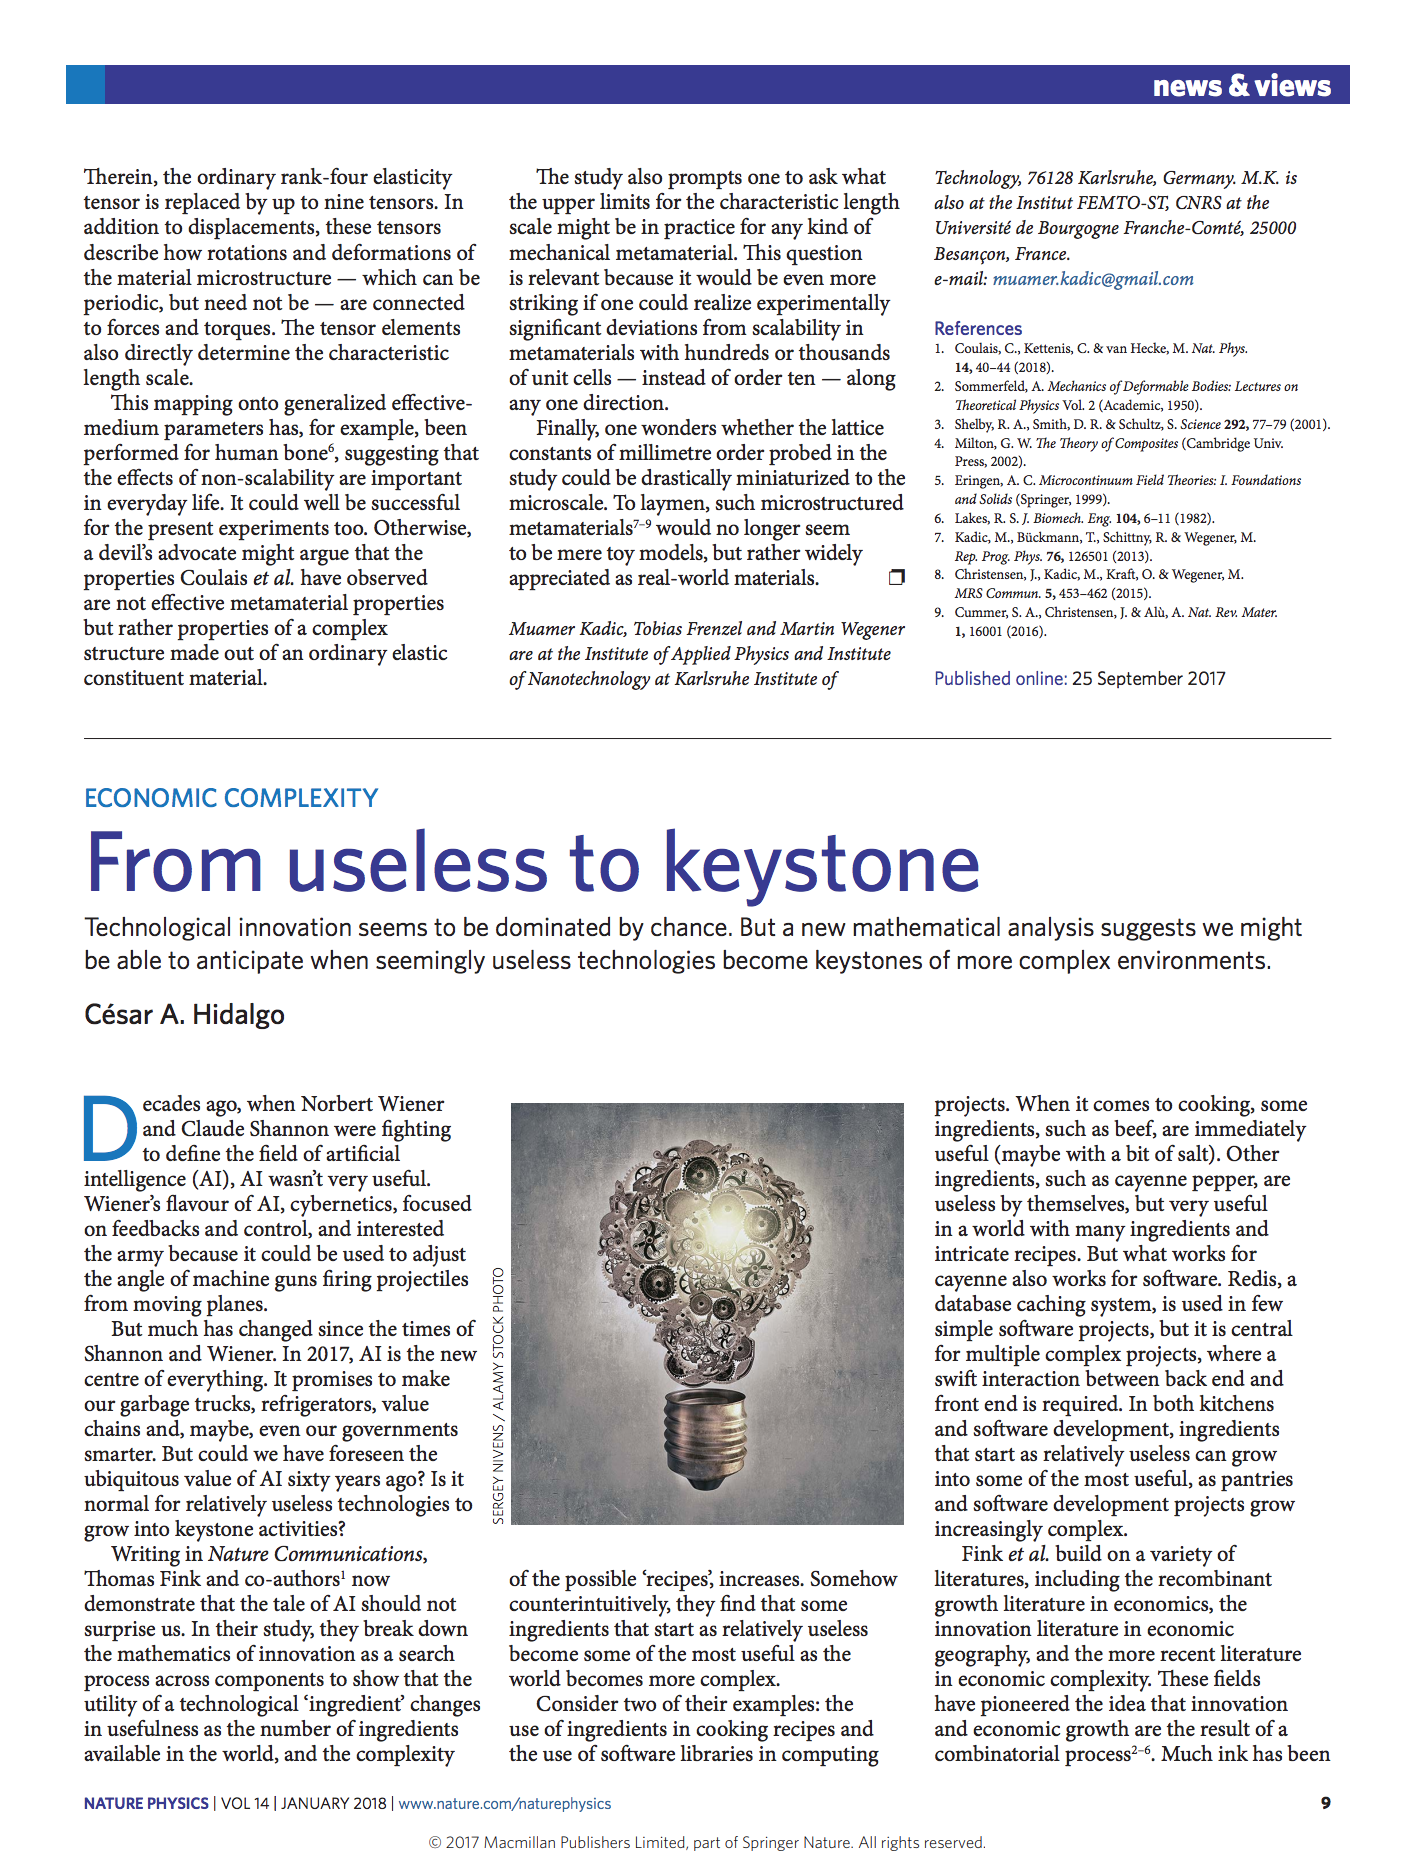 news & views
Therein, the ordinary rank-four elasticity
tensor is replaced by up to nine tensors. In
addition to displacements, these tensors
describe how rotations and deformations of
the material microstructure — which can be
periodic, but need not be — are connected
to forces and torques. The tensor elements
also directly determine the characteristic
length scale.
This mapping onto generalized effective-
medium parameters has, for example, been
performed for human bone⁶, suggesting that
the effects of non-scalability are important
in everyday life. It could well be successful
for the present experiments too. Otherwise,
a devil’s advocate might argue that the
properties Coulais et al. have observed
are not effective metamaterial properties
but rather properties of a complex
structure made out of an ordinary elastic
constituent material.
The study also prompts one to ask what
the upper limits for the characteristic length
scale might be in practice for any kind of
mechanical metamaterial. This question
is relevant because it would be even more
striking if one could realize experimentally
significant deviations from scalability in
metamaterials with hundreds or thousands
of unit cells — instead of order ten — along
any one direction.
Finally, one wonders whether the lattice
constants of millimetre order probed in the
study could be drastically miniaturized to the
microscale. To laymen, such microstructured
metamaterials⁷⁻⁹ would no longer seem
to be mere toy models, but rather widely
appreciated as real-world materials. ❐
Muamer Kadic, Tobias Frenzel and Martin Wegener
are at the Institute of Applied Physics and Institute
of Nanotechnology at Karlsruhe Institute of
Technology, 76128 Karlsruhe, Germany. M.K. is
also at the Institut FEMTO-ST, CNRS at the
Université de Bourgogne Franche-Comté, 25000
Besançon, France.
e-mail: muamer.kadic@gmail.com
References
1. Coulais, C., Kettenis, C. & van Hecke, M. Nat. Phys.
14, 40–44 (2018).
2. Sommerfeld, A. Mechanics of Deformable Bodies: Lectures on
Theoretical Physics Vol. 2 (Academic, 1950).
3. Shelby, R. A., Smith, D. R. & Schultz, S. Science 292, 77–79 (2001).
4. Milton, G. W. The Theory of Composites (Cambridge Univ.
Press, 2002).
5. Eringen, A. C. Microcontinuum Field Theories: I. Foundations
and Solids (Springer, 1999).
6. Lakes, R. S. J. Biomech. Eng. 104, 6–11 (1982).
7. Kadic, M., Bückmann, T., Schittny, R. & Wegener, M.
Rep. Prog. Phys. 76, 126501 (2013).
8. Christensen, J., Kadic, M., Kraft, O. & Wegener, M.
MRS Commun. 5, 453–462 (2015).
9. Cummer, S. A., Christensen, J. & Alù, A. Nat. Rev. Mater.
1, 16001 (2016).
Published online: 25 September 2017
ECONOMIC COMPLEXITY
From useless to keystone
Technological innovation seems to be dominated by chance. But a new mathematical analysis suggests we might
be able to anticipate when seemingly useless technologies become keystones of more complex environments.
César A. Hidalgo
Decades ago, when Norbert Wiener
and Claude Shannon were fighting
to define the field of artificial
intelligence (AI), AI wasn’t very useful.
Wiener’s flavour of AI, cybernetics, focused
on feedbacks and control, and interested
the army because it could be used to adjust
the angle of machine guns firing projectiles
from moving planes.
But much has changed since the times of
Shannon and Wiener. In 2017, AI is the new
centre of everything. It promises to make
our garbage trucks, refrigerators, value
chains and, maybe, even our governments
smarter. But could we have foreseen the
ubiquitous value of AI sixty years ago? Is it
normal for relatively useless technologies to
grow into keystone activities?
Writing in Nature Communications,
Thomas Fink and co-authors¹ now
demonstrate that the tale of AI should not
surprise us. In their study, they break down
the mathematics of innovation as a search
process across components to show that the
utility of a technological ‘ingredient’ changes
in usefulness as the number of ingredients
available in the world, and the complexity
SERGEY NIVENS / ALAMY STOCK PHOTO
of the possible ‘recipes’, increases. Somehow
counterintuitively, they find that some
ingredients that start as relatively useless
become some of the most useful as the
world becomes more complex.
Consider two of their examples: the
use of ingredients in cooking recipes and
the use of software libraries in computing
projects. When it comes to cooking, some
ingredients, such as beef, are immediately
useful (maybe with a bit of salt). Other
ingredients, such as cayenne pepper, are
useless by themselves, but very useful
in a world with many ingredients and
intricate recipes. But what works for
cayenne also works for software. Redis, a
database caching system, is used in few
simple software projects, but it is central
for multiple complex projects, where a
swift interaction between back end and
front end is required. In both kitchens
and software development, ingredients
that start as relatively useless can grow
into some of the most useful, as pantries
and software development projects grow
increasingly complex.
Fink et al. build on a variety of
literatures, including the recombinant
growth literature in economics, the
innovation literature in economic
geography, and the more recent literature
in economic complexity. These fields
have pioneered the idea that innovation
and economic growth are the result of a
combinatorial process²⁻⁶. Much ink has been
NATURE PHYSICS | VOL 14 | JANUARY 2018 | www.nature.com/naturephysics
9
© 2017 Macmillan Publishers Limited, part of Springer Nature. All rights reserved.